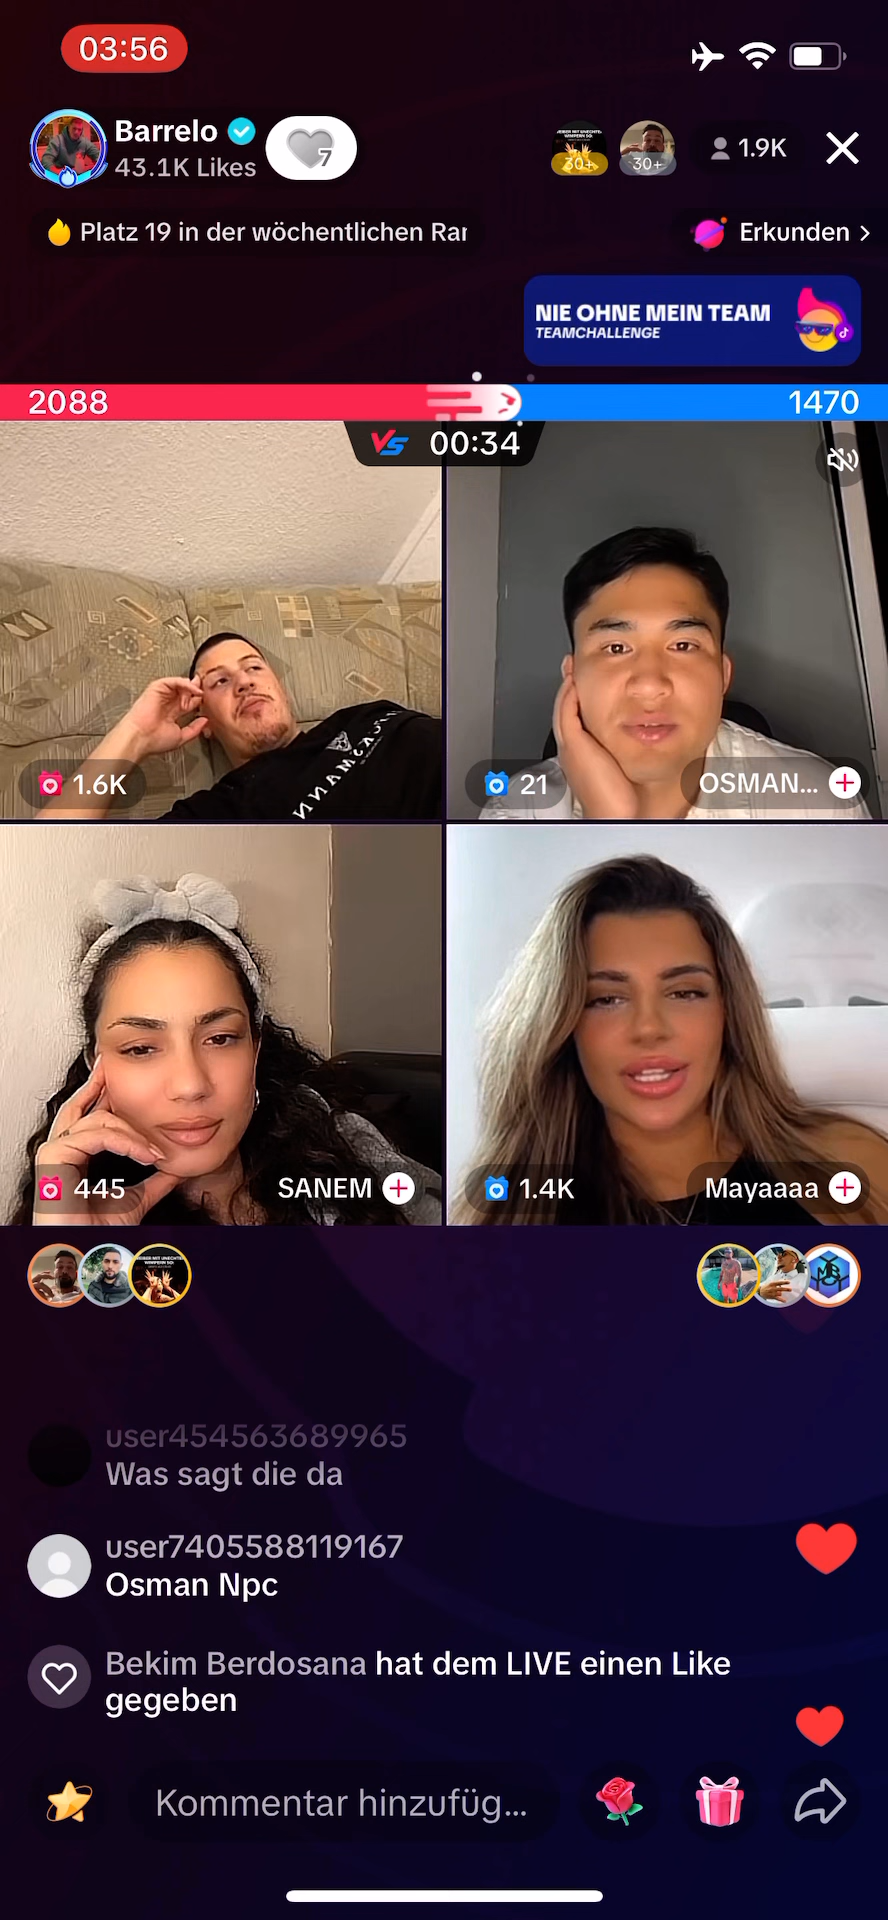 03:56
Barrelo
43.1K Likes
7
30+
30+
1.9K
Platz 19 in der wöchentlichen Ran
Erkunden >
NIE OHNE MEIN TEAM
TEAMCHALLENGE
2088
1470
VS 00:34
1.6K
21
OSMAN...
445
SANEM
1.4K
Mayaaaa
user454563689965
Was sagt die da
user7405588119167
Osman Npc
Bekim Berdosana hat dem LIVE einen Like
gegeben
Kommentar hinzufüg...